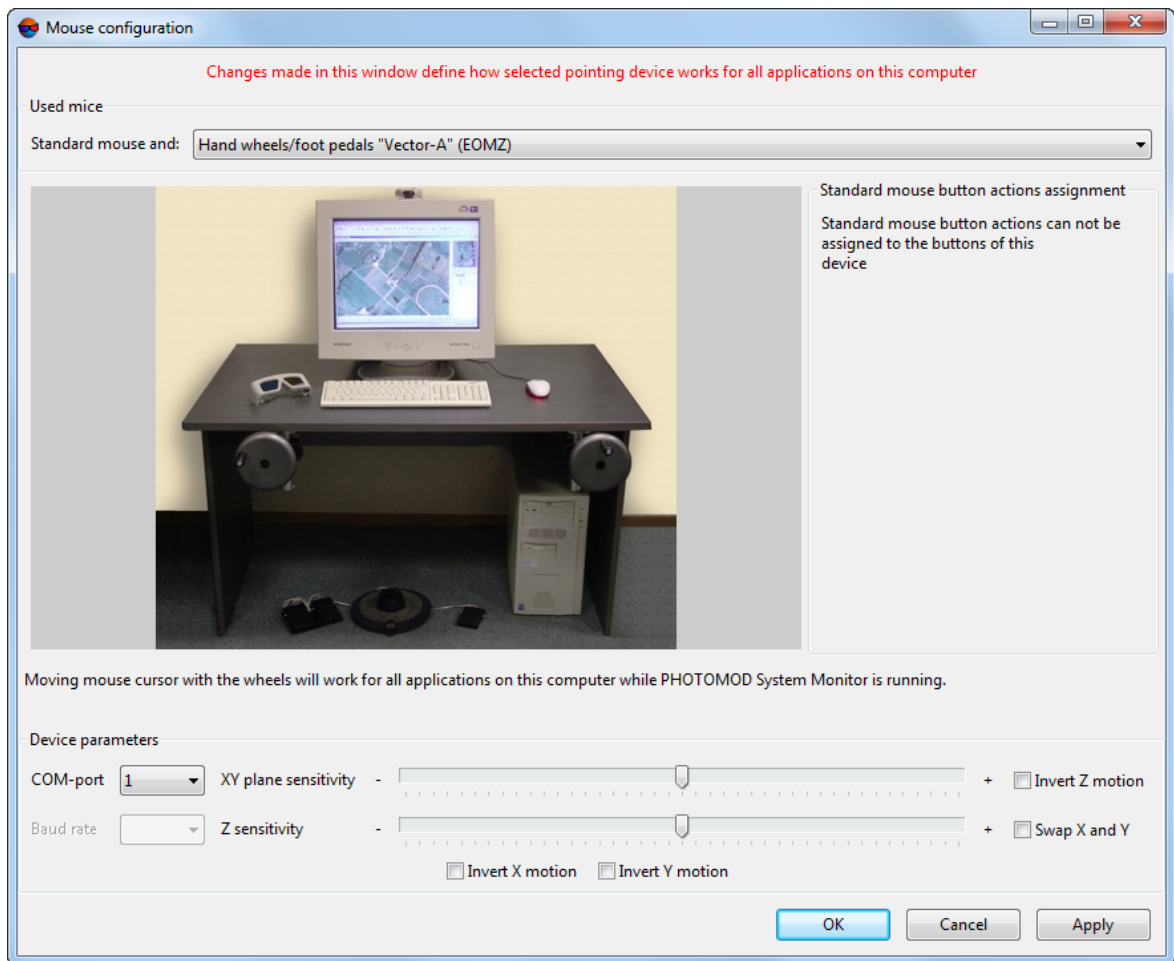 Mouse configuration
Changes made in this window define how selected pointing device works for all applications on this computer
Used mice
Standard mouse and: Hand wheels/foot pedals "Vector-A" (EOMZ)
Standard mouse button actions assignment
Standard mouse button actions can not be
assigned to the buttons of this
device
Moving mouse cursor with the wheels will work for all applications on this computer while PHOTOMOD System Monitor is running.
Device parameters
COM-port 1 XY plane sensitivity - + Invert Z motion
Baud rate Z sensitivity - + Swap X and Y
Invert X motion Invert Y motion
OK Cancel Apply